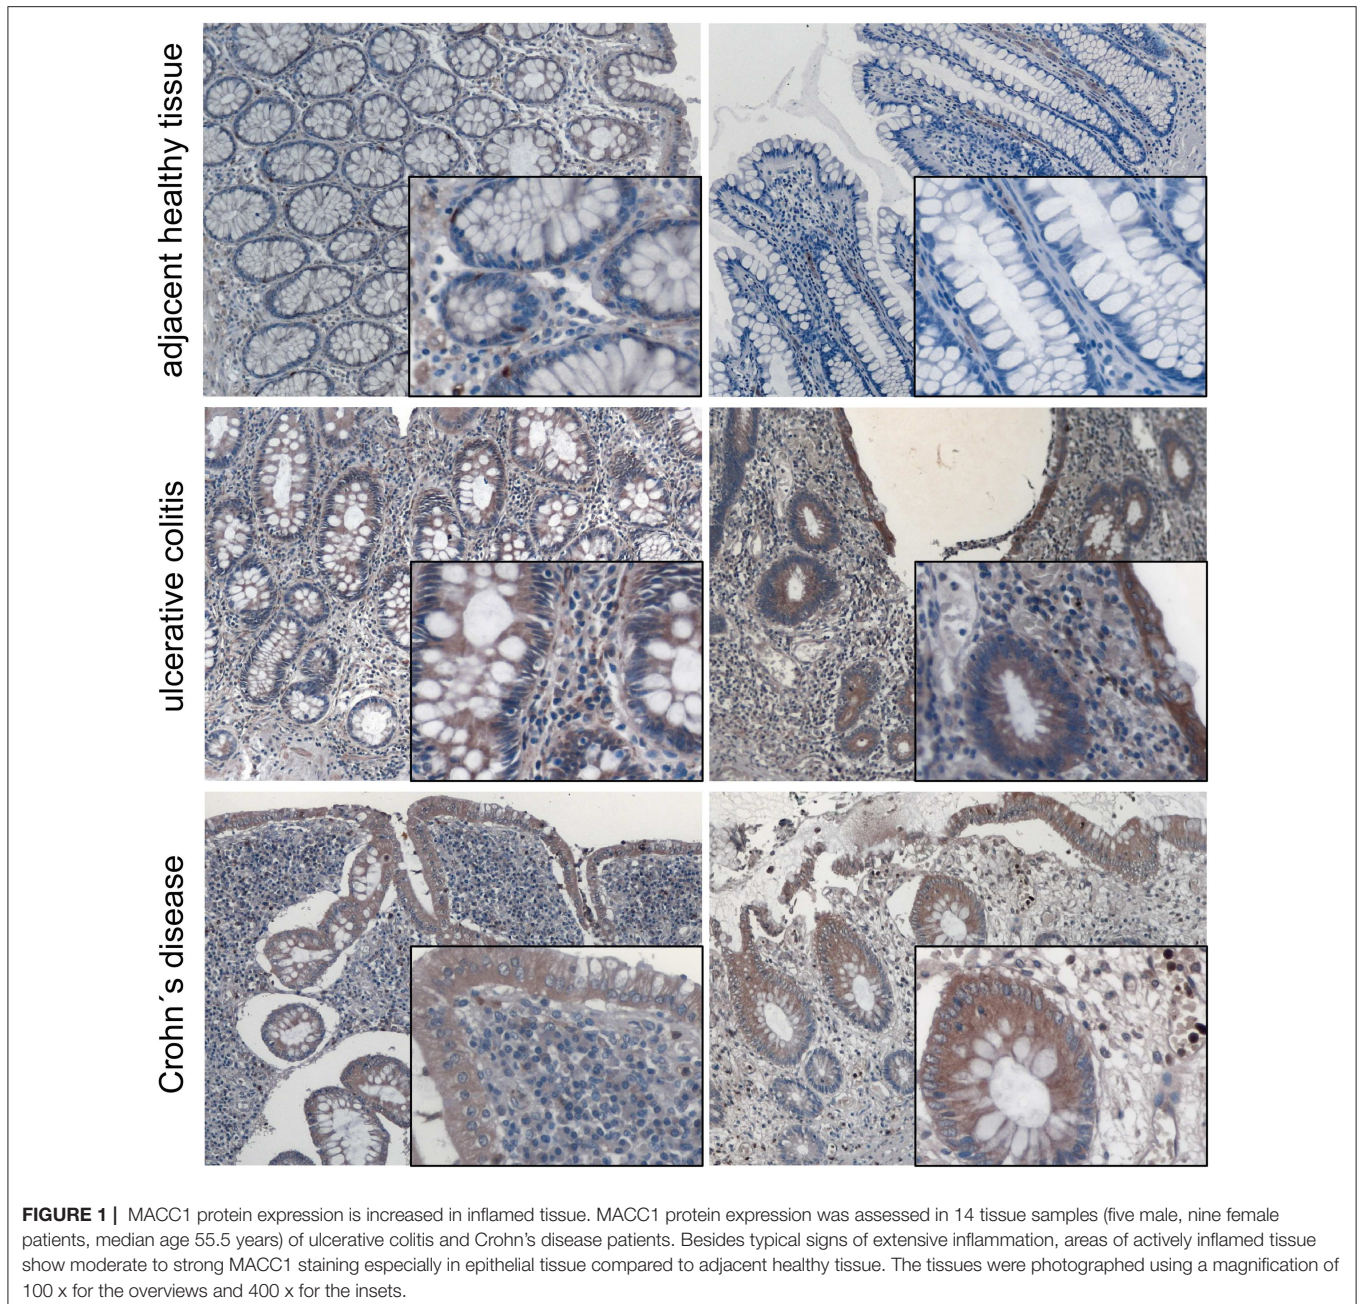 adjacent healthy tissue
ulcerative colitis
Crohn´s disease
FIGURE 1 | MACC1 protein expression is increased in inflamed tissue. MACC1 protein expression was assessed in 14 tissue samples (five male, nine female
patients, median age 55.5 years) of ulcerative colitis and Crohn’s disease patients. Besides typical signs of extensive inflammation, areas of actively inflamed tissue
show moderate to strong MACC1 staining especially in epithelial tissue compared to adjacent healthy tissue. The tissues were photographed using a magnification of
100 x for the overviews and 400 x for the insets.